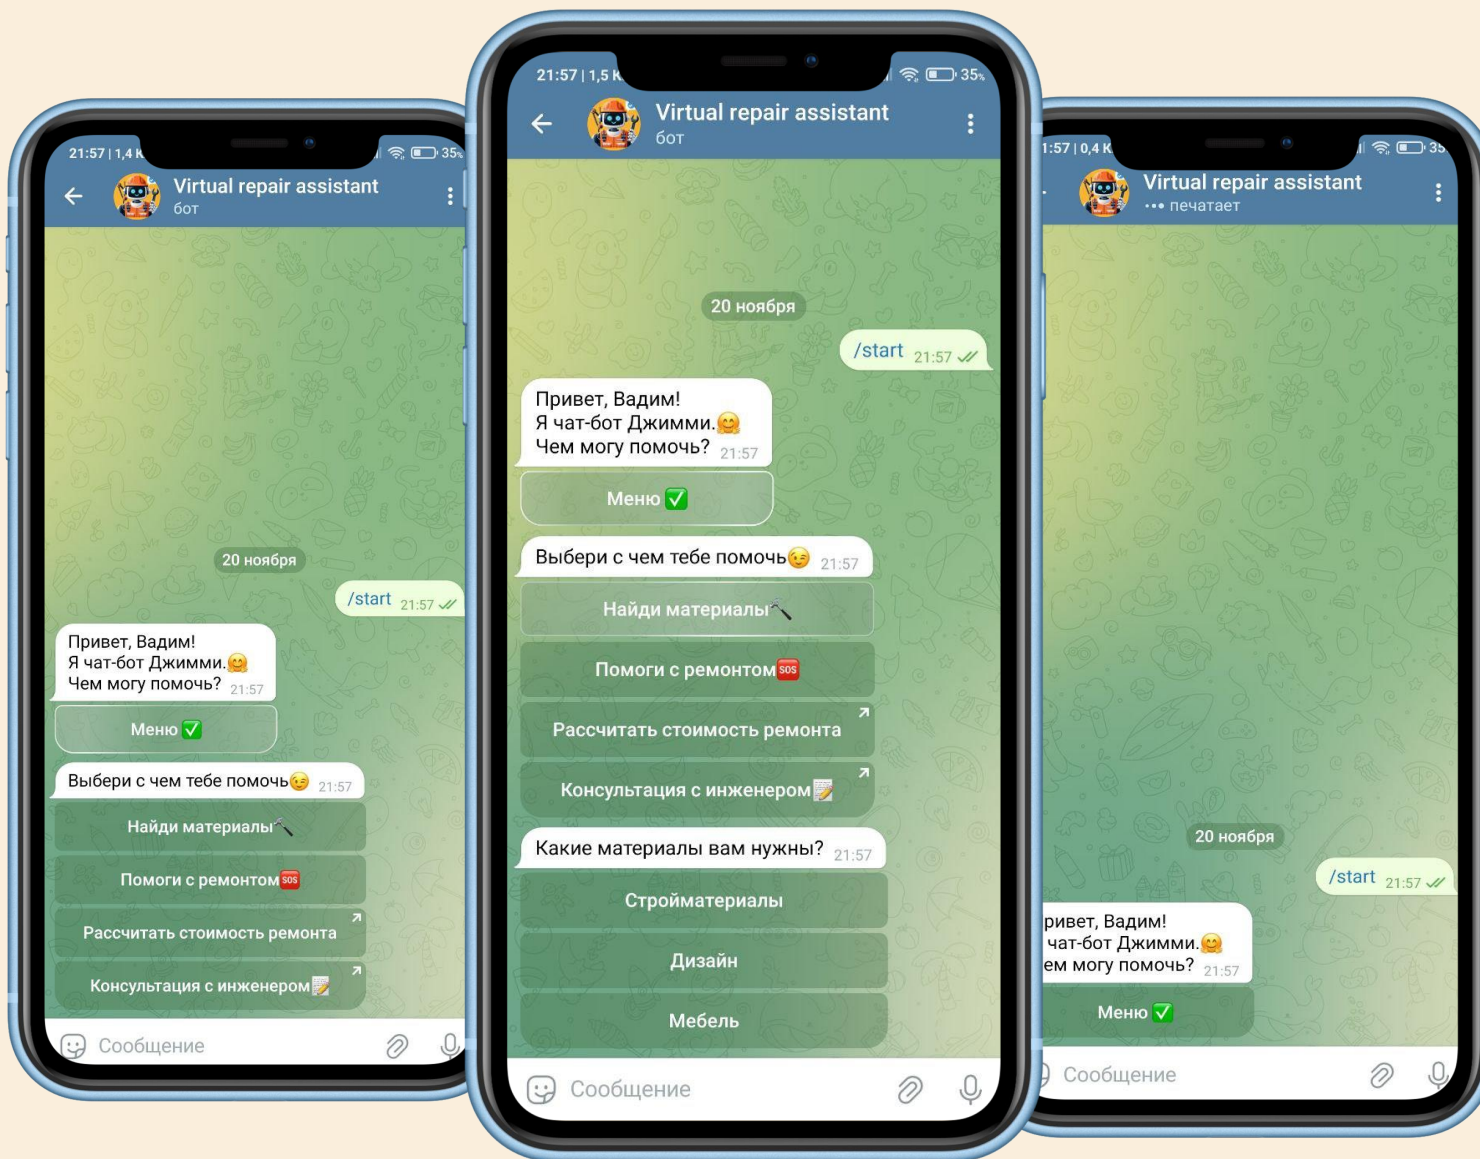 21:57 | 1,4 K
35%
Virtual repair assistant
бот
20 ноября
/start 21:57
Привет, Вадим!
Я чат-бот Джимми.🤗
Чем могу помочь? 21:57
Меню ✅
Выбери с чем тебе помочь😉 21:57
Найди материалы🔨
Помоги с ремонтом🆘
Рассчитать стоимость ремонта
Консультация с инженером📝
Сообщение
21:57 | 1,5 K
35%
Virtual repair assistant
бот
20 ноября
/start 21:57
Привет, Вадим!
Я чат-бот Джимми.🤗
Чем могу помочь? 21:57
Меню ✅
Выбери с чем тебе помочь😉 21:57
Найди материалы🔨
Помоги с ремонтом🆘
Рассчитать стоимость ремонта
Консультация с инженером📝
Какие материалы вам нужны? 21:57
Стройматериалы
Дизайн
Мебель
Сообщение
1:57 | 0,4 K
35
Virtual repair assistant
••• печатает
20 ноября
/start 21:57
ривет, Вадим!
чат-бот Джимми.🤗
ем могу помочь? 21:57
Меню ✅
Сообщение